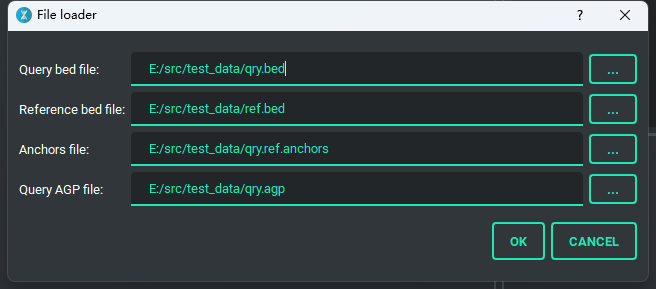 File loader ?
Query bed file: E:/src/test_data/qry.bed ...
Reference bed file: E:/src/test_data/ref.bed ...
Anchors file: E:/src/test_data/qry.ref.anchors ...
Query AGP file: E:/src/test_data/qry.agp ...
OK CANCEL